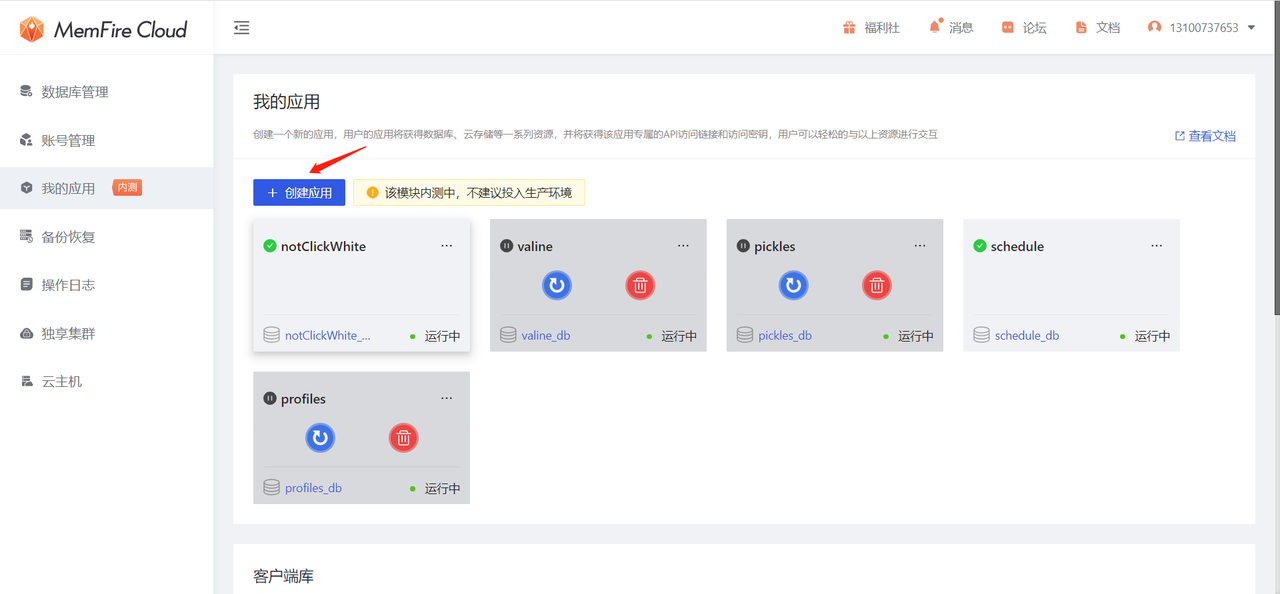 MemFire Cloud
福利社
消息
论坛
文档
13100737653
数据库管理
账号管理
我的应用 内测
备份恢复
操作日志
独享集群
云主机
我的应用
创建一个新的应用，用户的应用将获得数据库、云存储等一系列资源，并将获得该应用专属的API访问链接和访问密钥，用户可以轻松的与以上资源进行交互
查看文档
+ 创建应用
该模块内测中，不建议投入生产环境
notClickWhite ...
notClickWhite_... 运行中
valine ...
valine_db 运行中
pickles ...
pickles_db 运行中
schedule ...
schedule_db 运行中
profiles ...
profiles_db 运行中
客户端库